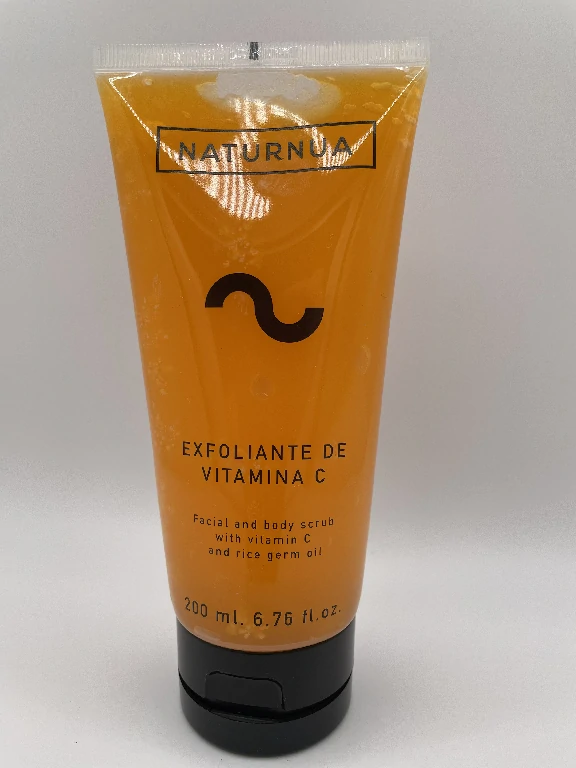 NATURNUA
EXFOLIANTE DE
VITAMINA C
Facial and body scrub
with vitamin C
and rice germ oil
200 ml. 6.76 fl.oz.